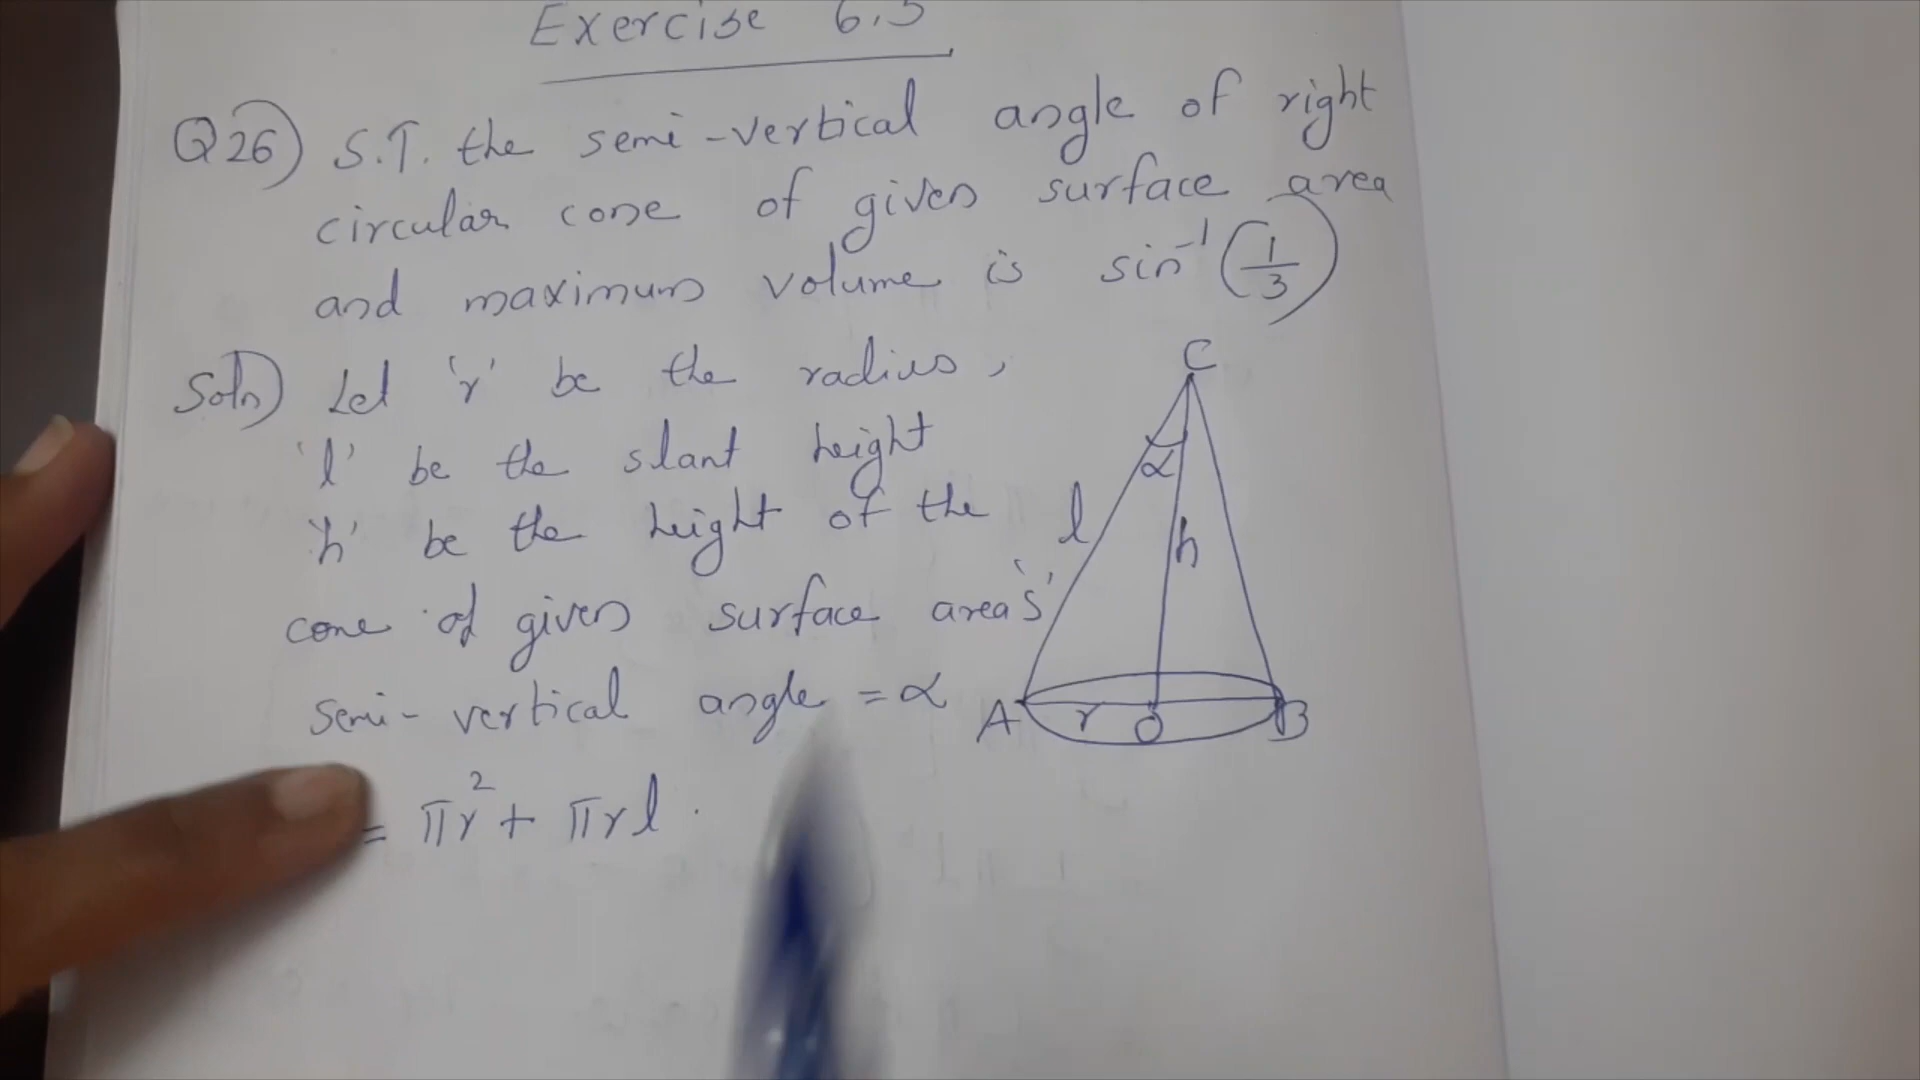 Exercise 6.5
Q26) S.T. the semi-vertical angle of right
circular cone of given surface area
and maximum volume is sin⁻¹(1/3)
Soln) Let 'r' be the radius,
'l' be the slant height
'h' be the height of the
cone of given surface area 's'
semi-vertical angle = α
= πr² + πrl.
C
α
l
h
A
r
O
B